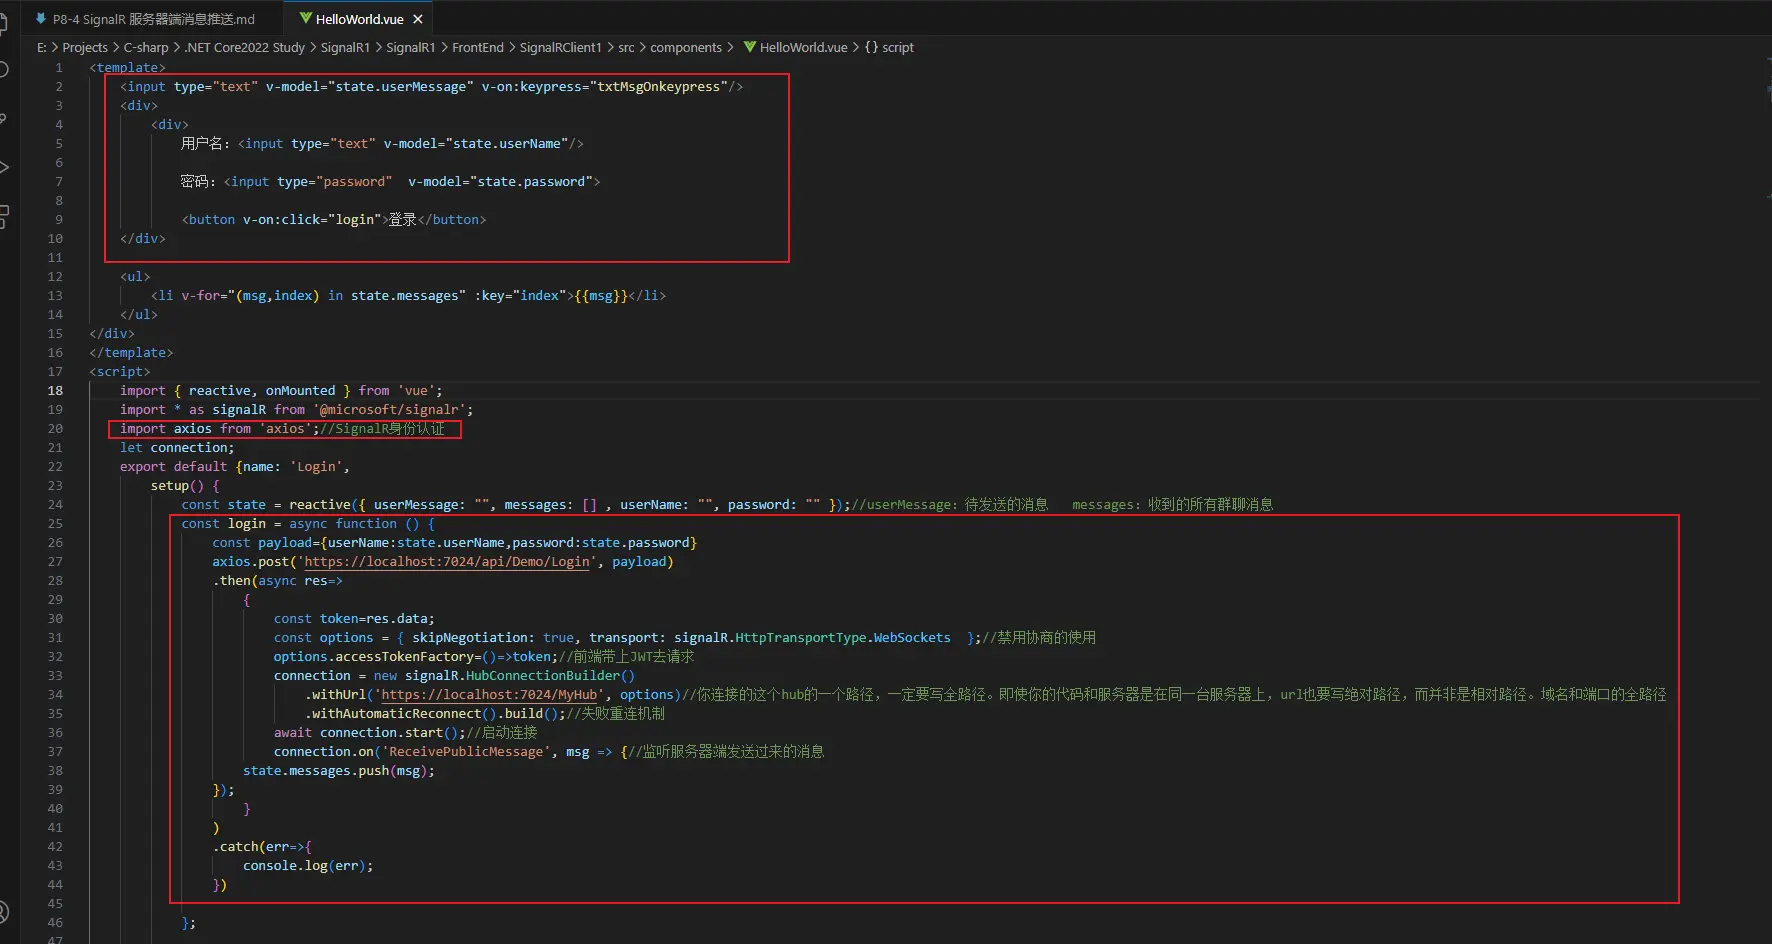 P8-4 SignalR 服务器端消息推送.md
HelloWorld.vue
E: > Projects > C-sharp > .NET Core2022 Study > SignalR1 > SignalR1 > FrontEnd > SignalRClient1 > src > components > HelloWorld.vue > {} script
1 <template>
2 <input type="text" v-model="state.userMessage" v-on:keypress="txtMsgOnkeypress"/>
3 <div>
4 <div>
5 用户名：<input type="text" v-model="state.userName"/>
6
7 密码：<input type="password"  v-model="state.password">
8
9 <button v-on:click="login">登录</button>
10 </div>
11
12 <ul>
13 <li v-for="(msg,index) in state.messages" :key="index">{{msg}}</li>
14 </ul>
15 </div>
16 </template>
17 <script>
18 import { reactive, onMounted } from 'vue';
19 import * as signalR from '@microsoft/signalr';
20 import axios from 'axios';//SignalR身份认证
21 let connection;
22 export default {name: 'Login',
23 setup() {
24 const state = reactive({ userMessage: "", messages: [] , userName: "", password: "" });//userMessage：待发送的消息   messages：收到的所有群聊消息
25 const login = async function () {
26 const payload={userName:state.userName,password:state.password}
27 axios.post('https://localhost:7024/api/Demo/Login', payload)
28 .then(async res=>
29 {
30 const token=res.data;
31 const options = { skipNegotiation: true, transport: signalR.HttpTransportType.WebSockets  };//禁用协商的使用
32 options.accessTokenFactory=()=>token;//前端带上JWT去请求
33 connection = new signalR.HubConnectionBuilder()
34 .withUrl('https://localhost:7024/MyHub', options)//你连接的这个hub的一个路径，一定要写全路径。即使你的代码和服务器是在同一台服务器上，url也要写绝对路径，而并非是相对路径。域名和端口的全路径
35 .withAutomaticReconnect().build();//失败重连机制
36 await connection.start();//启动连接
37 connection.on('ReceivePublicMessage', msg => {//监听服务器端发送过来的消息
38 state.messages.push(msg);
39 });
40 }
41 )
42 .catch(err=>{
43 console.log(err);
44 })
45
46 };
47